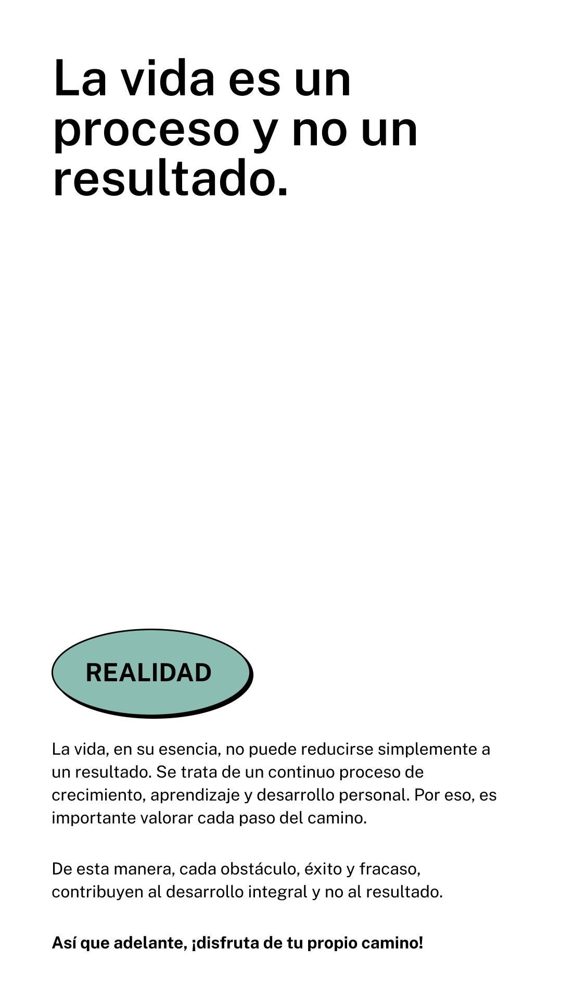 La vida es un
proceso y no un
resultado.
REALIDAD
La vida, en su esencia, no puede reducirse simplemente a
un resultado. Se trata de un continuo proceso de
crecimiento, aprendizaje y desarrollo personal. Por eso, es
importante valorar cada paso del camino.
De esta manera, cada obstáculo, éxito y fracaso,
contribuyen al desarrollo integral y no al resultado.
Así que adelante, ¡disfruta de tu propio camino!